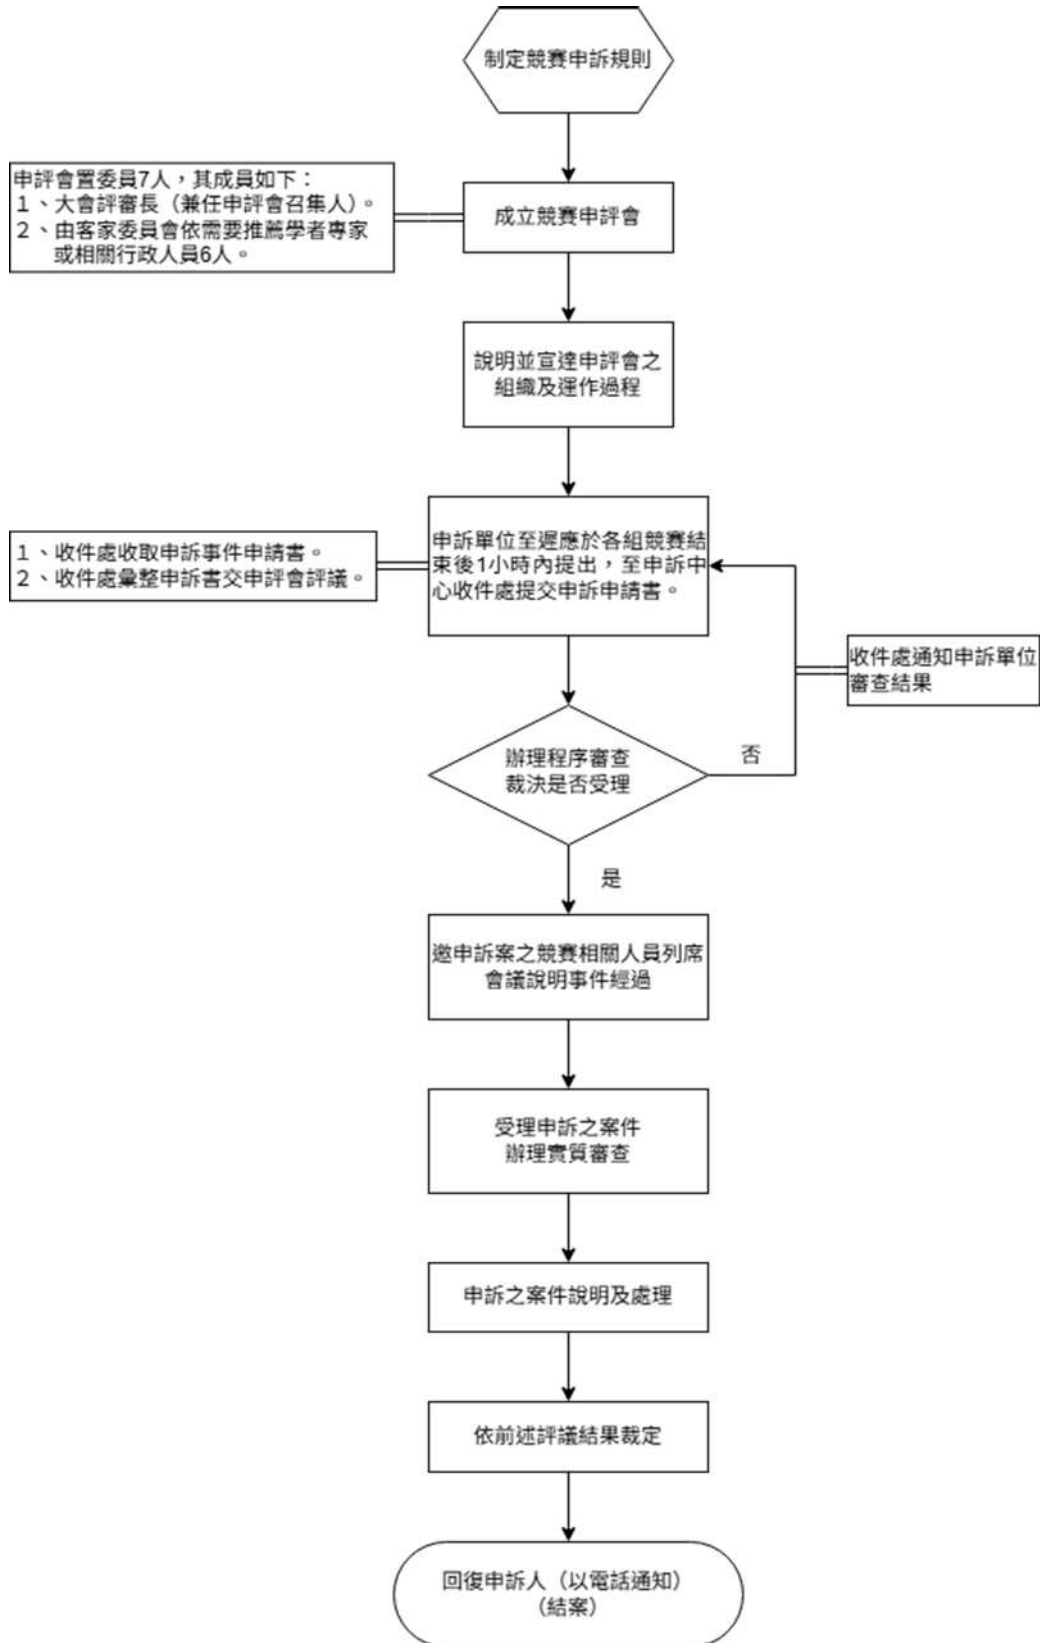 制定競賽申訴規則
申評會置委員7人，其成員如下：
１、大會評審長（兼任申評會召集人）。
２、由客家委員會依需要推薦學者專家
或相關行政人員6人。
成立競賽申評會
說明並宣達申評會之
組織及運作過程
１、收件處收取申訴事件申請書。
２、收件處彙整申訴書交申評會評議。
申訴單位至遲應於各組競賽結
束後1小時內提出，至申訴中
心收件處提交申訴申請書。
收件處通知申訴單位
審查結果
辦理程序審查
裁決是否受理
否
是
邀申訴案之競賽相關人員列席
會議說明事件經過
受理申訴之案件
辦理實質審查
申訴之案件說明及處理
依前述評議結果裁定
回復申訴人（以電話通知）
（結案）